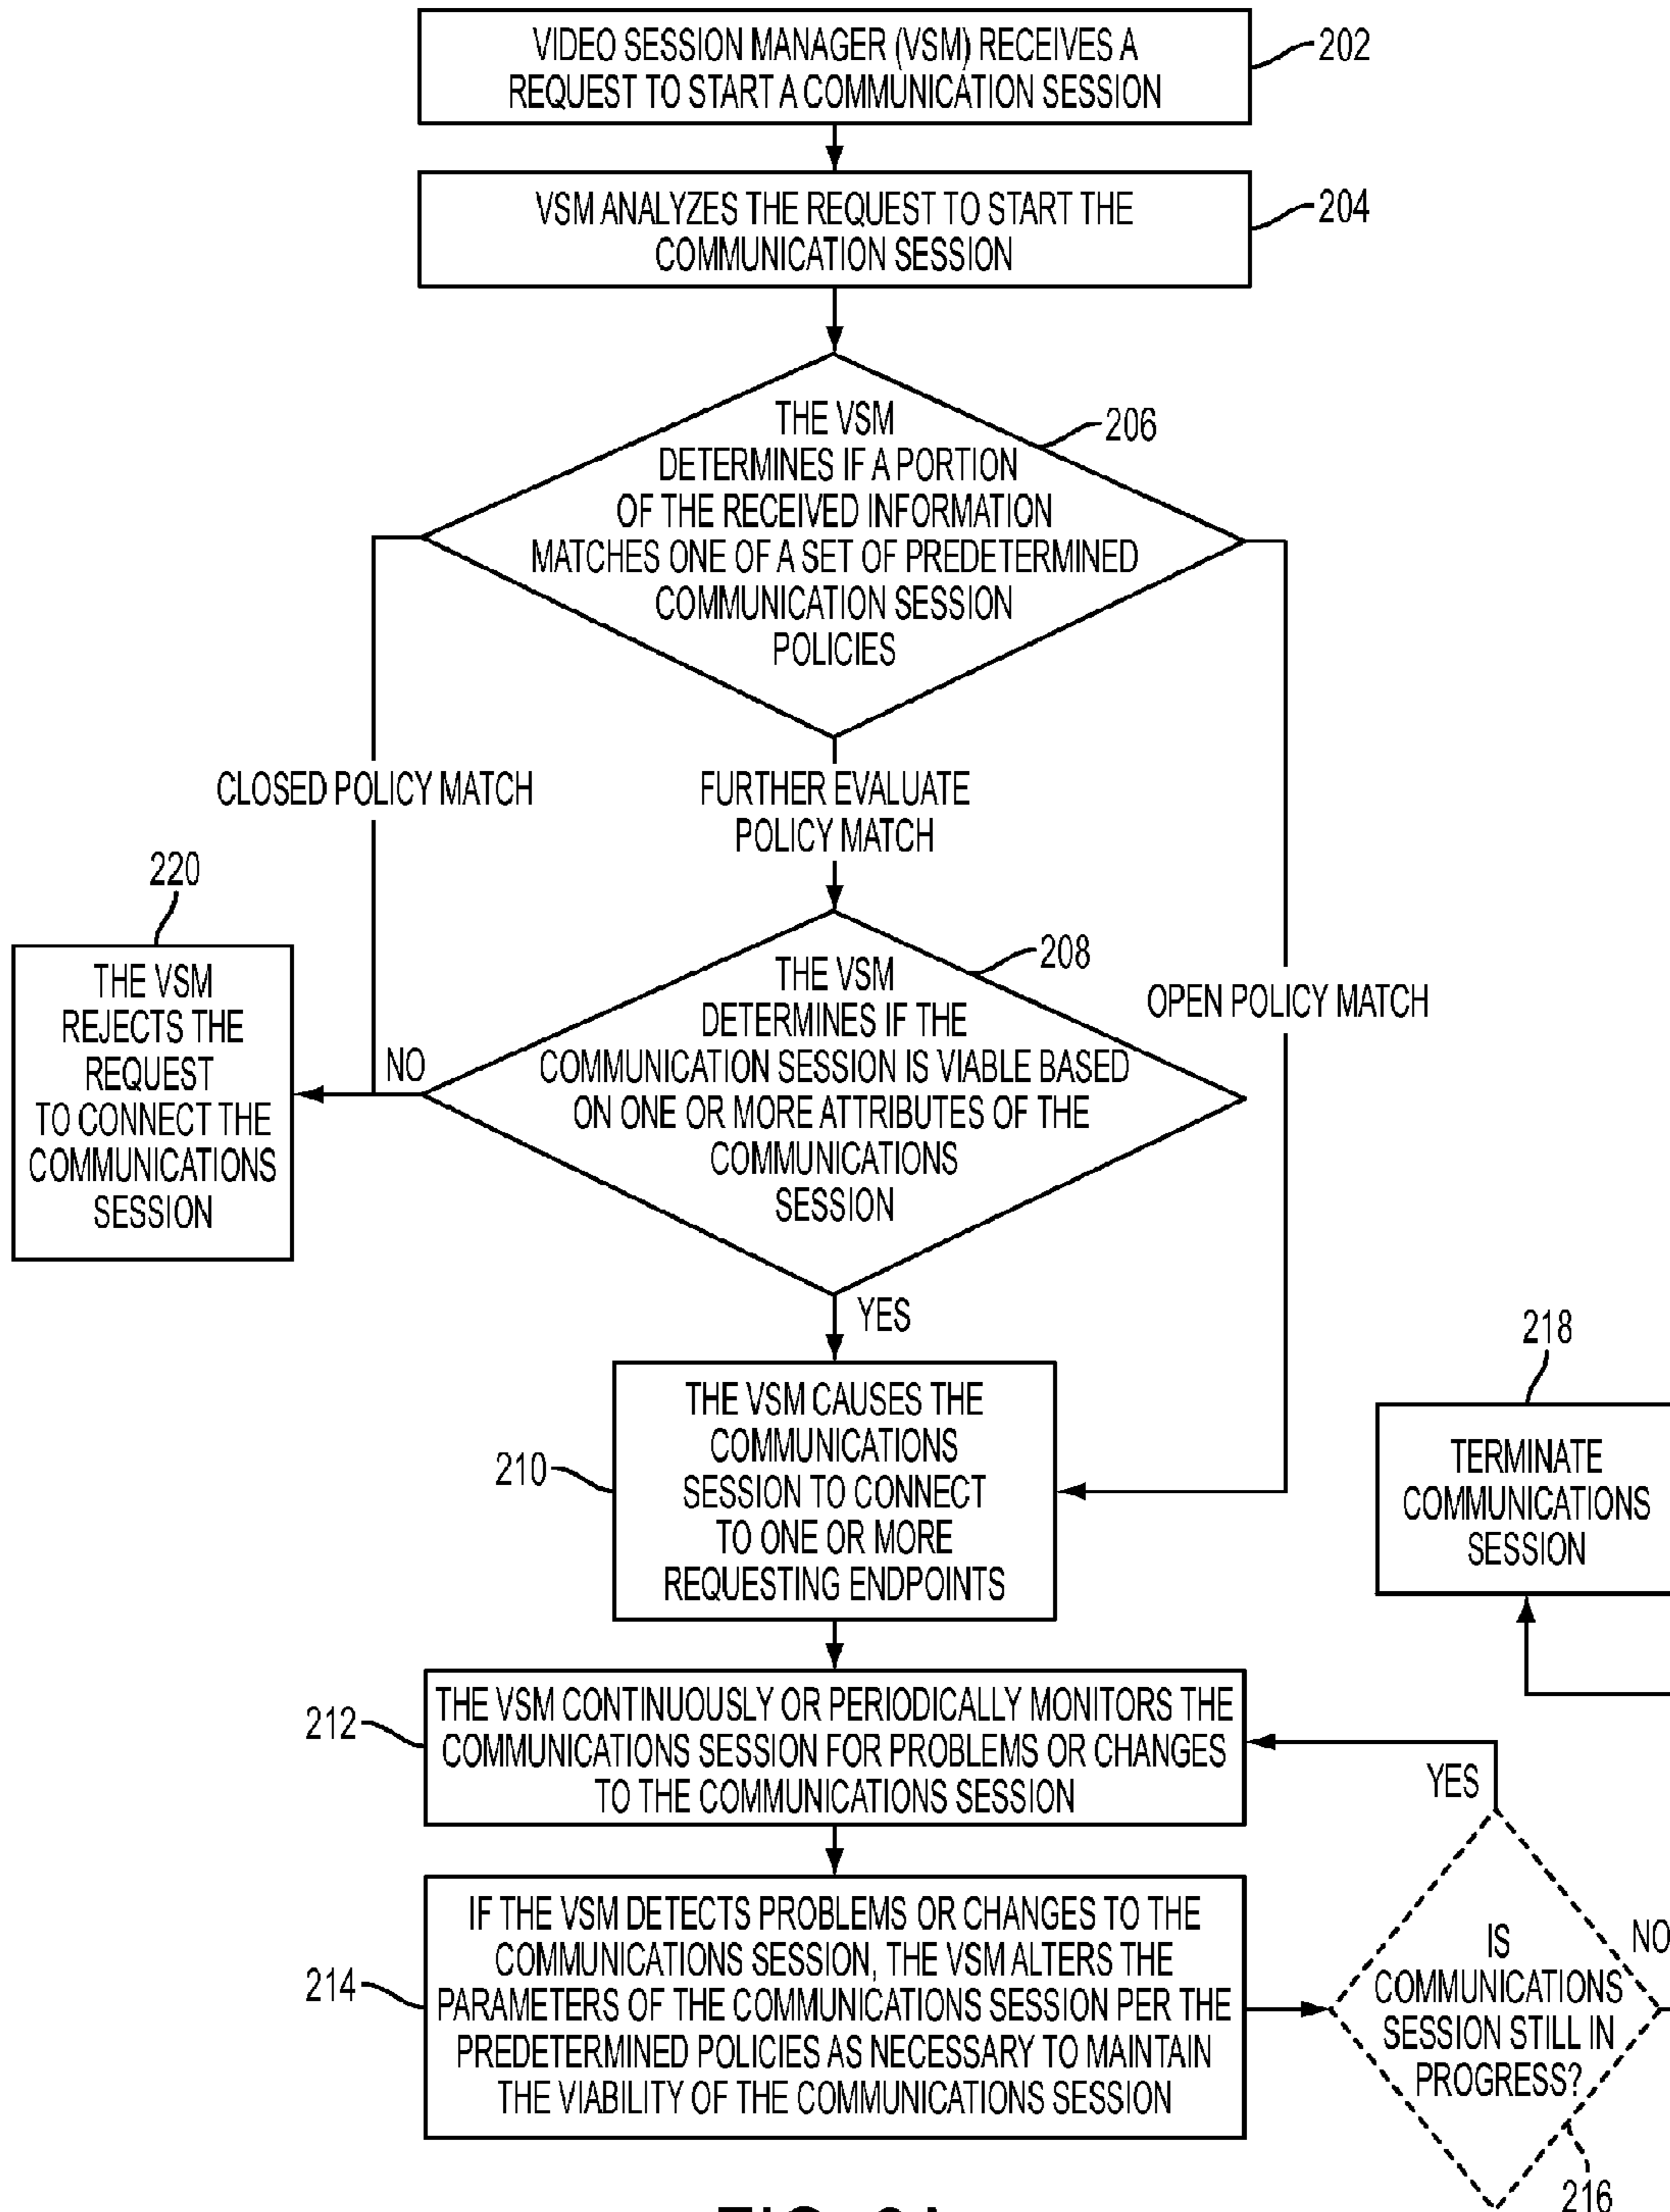 VIDEO SESSION MANAGER (VSM) RECEIVES A
REQUEST TO START A COMMUNICATION SESSION
202
VSM ANALYZES THE REQUEST TO START THE
COMMUNICATION SESSION
204
THE VSM
DETERMINES IF A PORTION
OF THE RECEIVED INFORMATION
MATCHES ONE OF A SET OF PREDETERMINED
COMMUNICATION SESSION
POLICIES
206
CLOSED POLICY MATCH
FURTHER EVALUATE
POLICY MATCH
OPEN POLICY MATCH
220
THE VSM
REJECTS THE
REQUEST
TO CONNECT THE
COMMUNICATIONS
SESSION
NO
THE VSM
DETERMINES IF THE
COMMUNICATION SESSION IS VIABLE BASED
ON ONE OR MORE ATTRIBUTES OF THE
COMMUNICATIONS
SESSION
208
YES
THE VSM CAUSES THE
COMMUNICATIONS
SESSION TO CONNECT
TO ONE OR MORE
REQUESTING ENDPOINTS
210
218
TERMINATE
COMMUNICATIONS
SESSION
212
THE VSM CONTINUOUSLY OR PERIODICALLY MONITORS THE
COMMUNICATIONS SESSION FOR PROBLEMS OR CHANGES
TO THE COMMUNICATIONS SESSION
YES
214
IF THE VSM DETECTS PROBLEMS OR CHANGES TO THE
COMMUNICATIONS SESSION, THE VSM ALTERS THE
PARAMETERS OF THE COMMUNICATIONS SESSION PER THE
PREDETERMINED POLICIES AS NECESSARY TO MAINTAIN
THE VIABILITY OF THE COMMUNICATIONS SESSION
IS
COMMUNICATIONS
SESSION STILL IN
PROGRESS?
NO
216